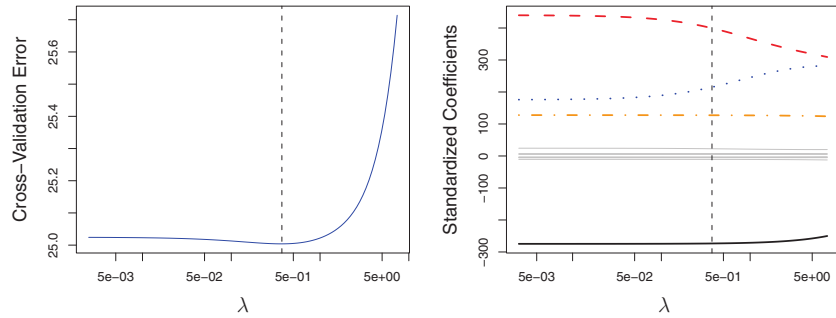 Cross−Validation Error
25.0 25.2 25.4 25.6
5e−03 5e−02 5e−01 5e+00
λ
Standardized Coefficients
−300 −100 0 100 300
5e−03 5e−02 5e−01 5e+00
λ